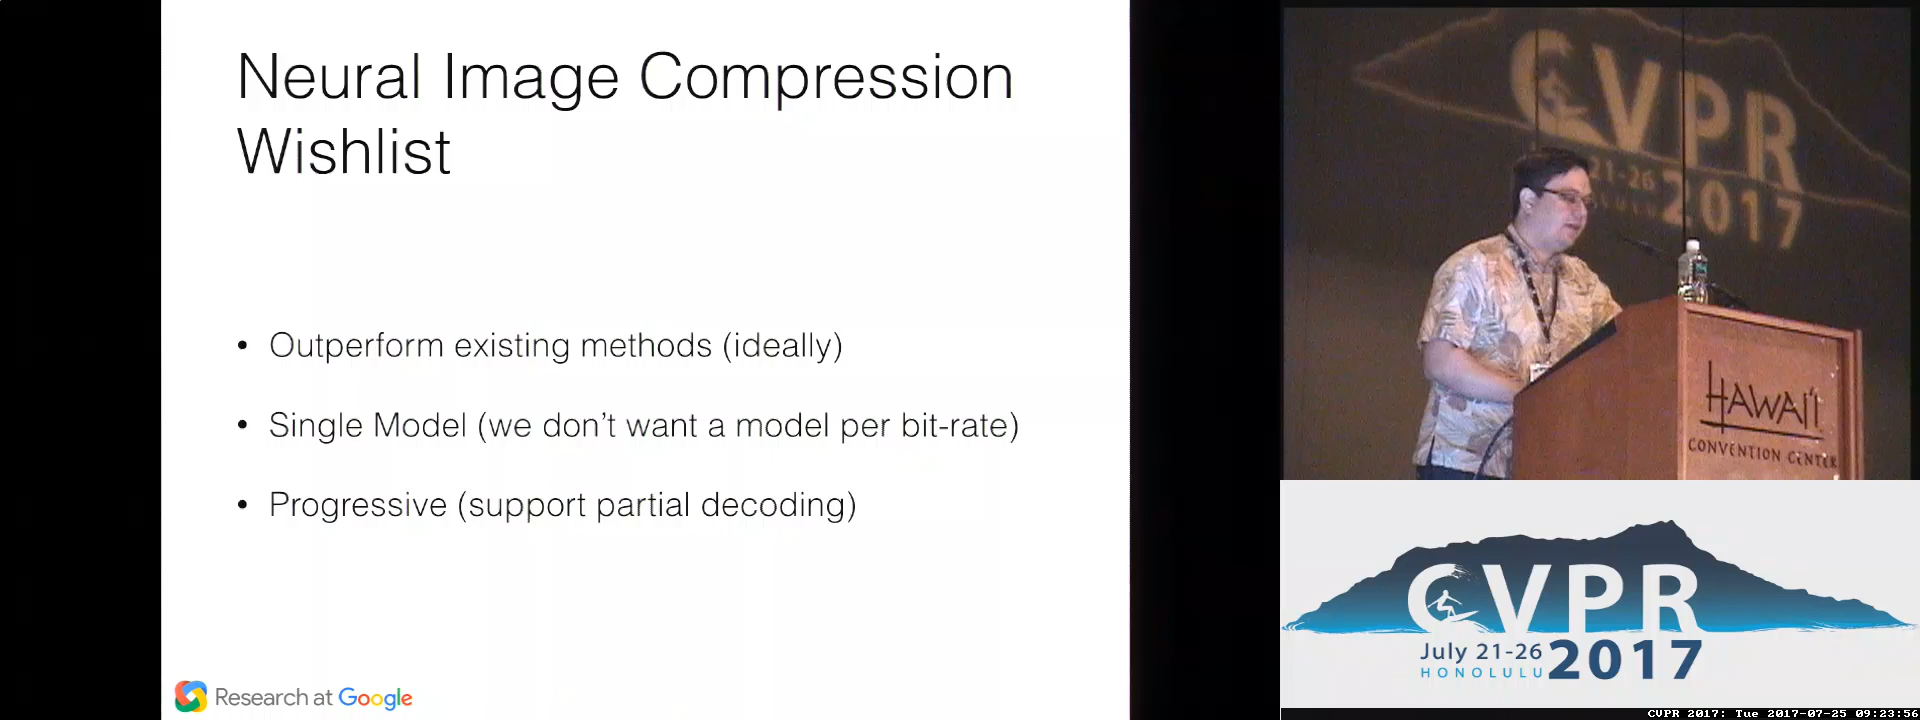 Neural Image Compression
Wishlist
• Outperform existing methods (ideally)
• Single Model (we don't want a model per bit-rate)
• Progressive (support partial decoding)
Research at Google
CVPR
21-26
2017
HAWAI'I
CONVENTION CENTER
CVPR
July 21-26
HONOLULU
2017
CVPR 2017: Tue 2017-07-25 09:23:56